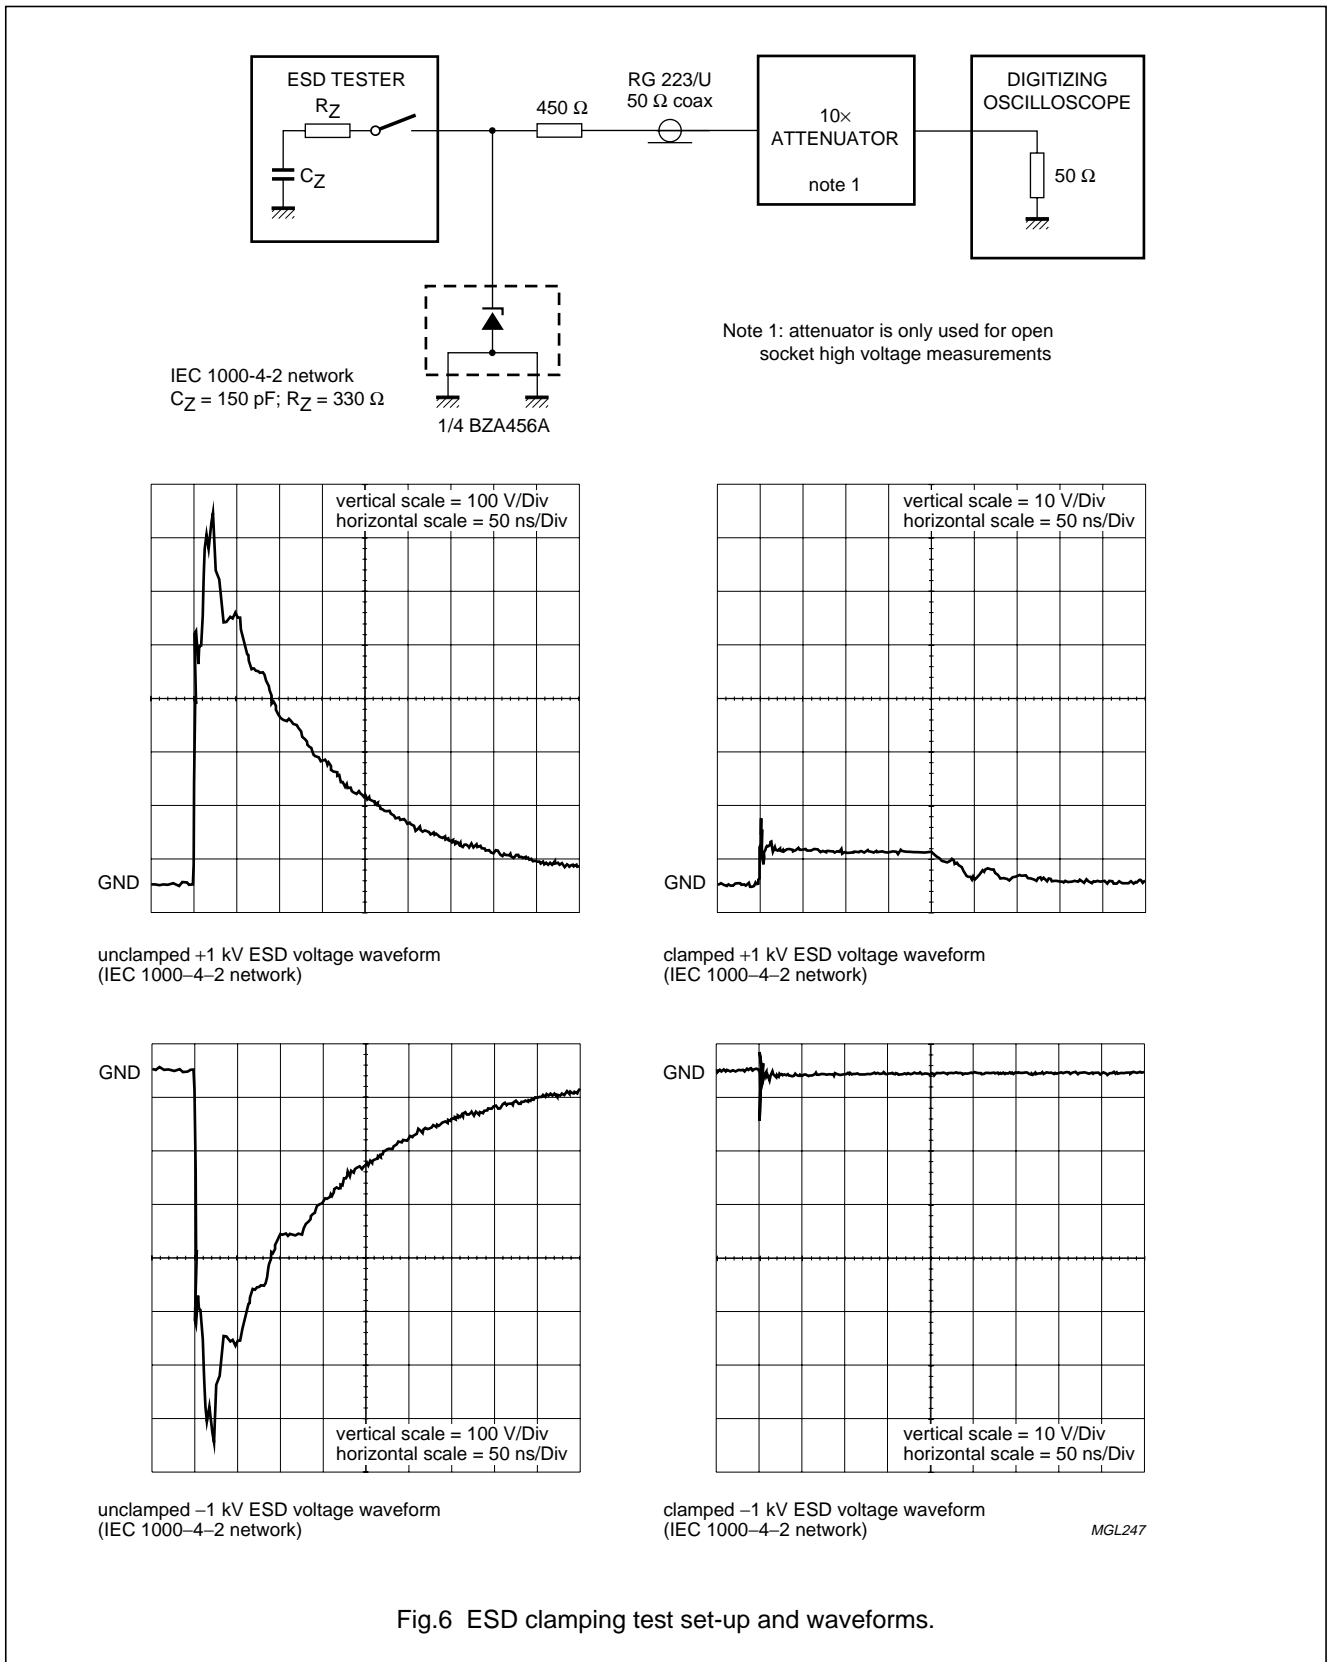 ESD TESTER
RZ
CZ
450 Ω
RG 223/U
50 Ω coax
10×
ATTENUATOR
note 1
DIGITIZING
OSCILLOSCOPE
50 Ω
IEC 1000-4-2 network
CZ = 150 pF; RZ = 330 Ω
1/4 BZA456A
Note 1: attenuator is only used for open
socket high voltage measurements
vertical scale = 100 V/Div
horizontal scale = 50 ns/Div
GND
unclamped +1 kV ESD voltage waveform
(IEC 1000−4−2 network)
vertical scale = 10 V/Div
horizontal scale = 50 ns/Div
GND
clamped +1 kV ESD voltage waveform
(IEC 1000−4−2 network)
GND
vertical scale = 100 V/Div
horizontal scale = 50 ns/Div
unclamped −1 kV ESD voltage waveform
(IEC 1000−4−2 network)
GND
vertical scale = 10 V/Div
horizontal scale = 50 ns/Div
clamped −1 kV ESD voltage waveform
(IEC 1000−4−2 network)
MGL247
Fig.6 ESD clamping test set-up and waveforms.